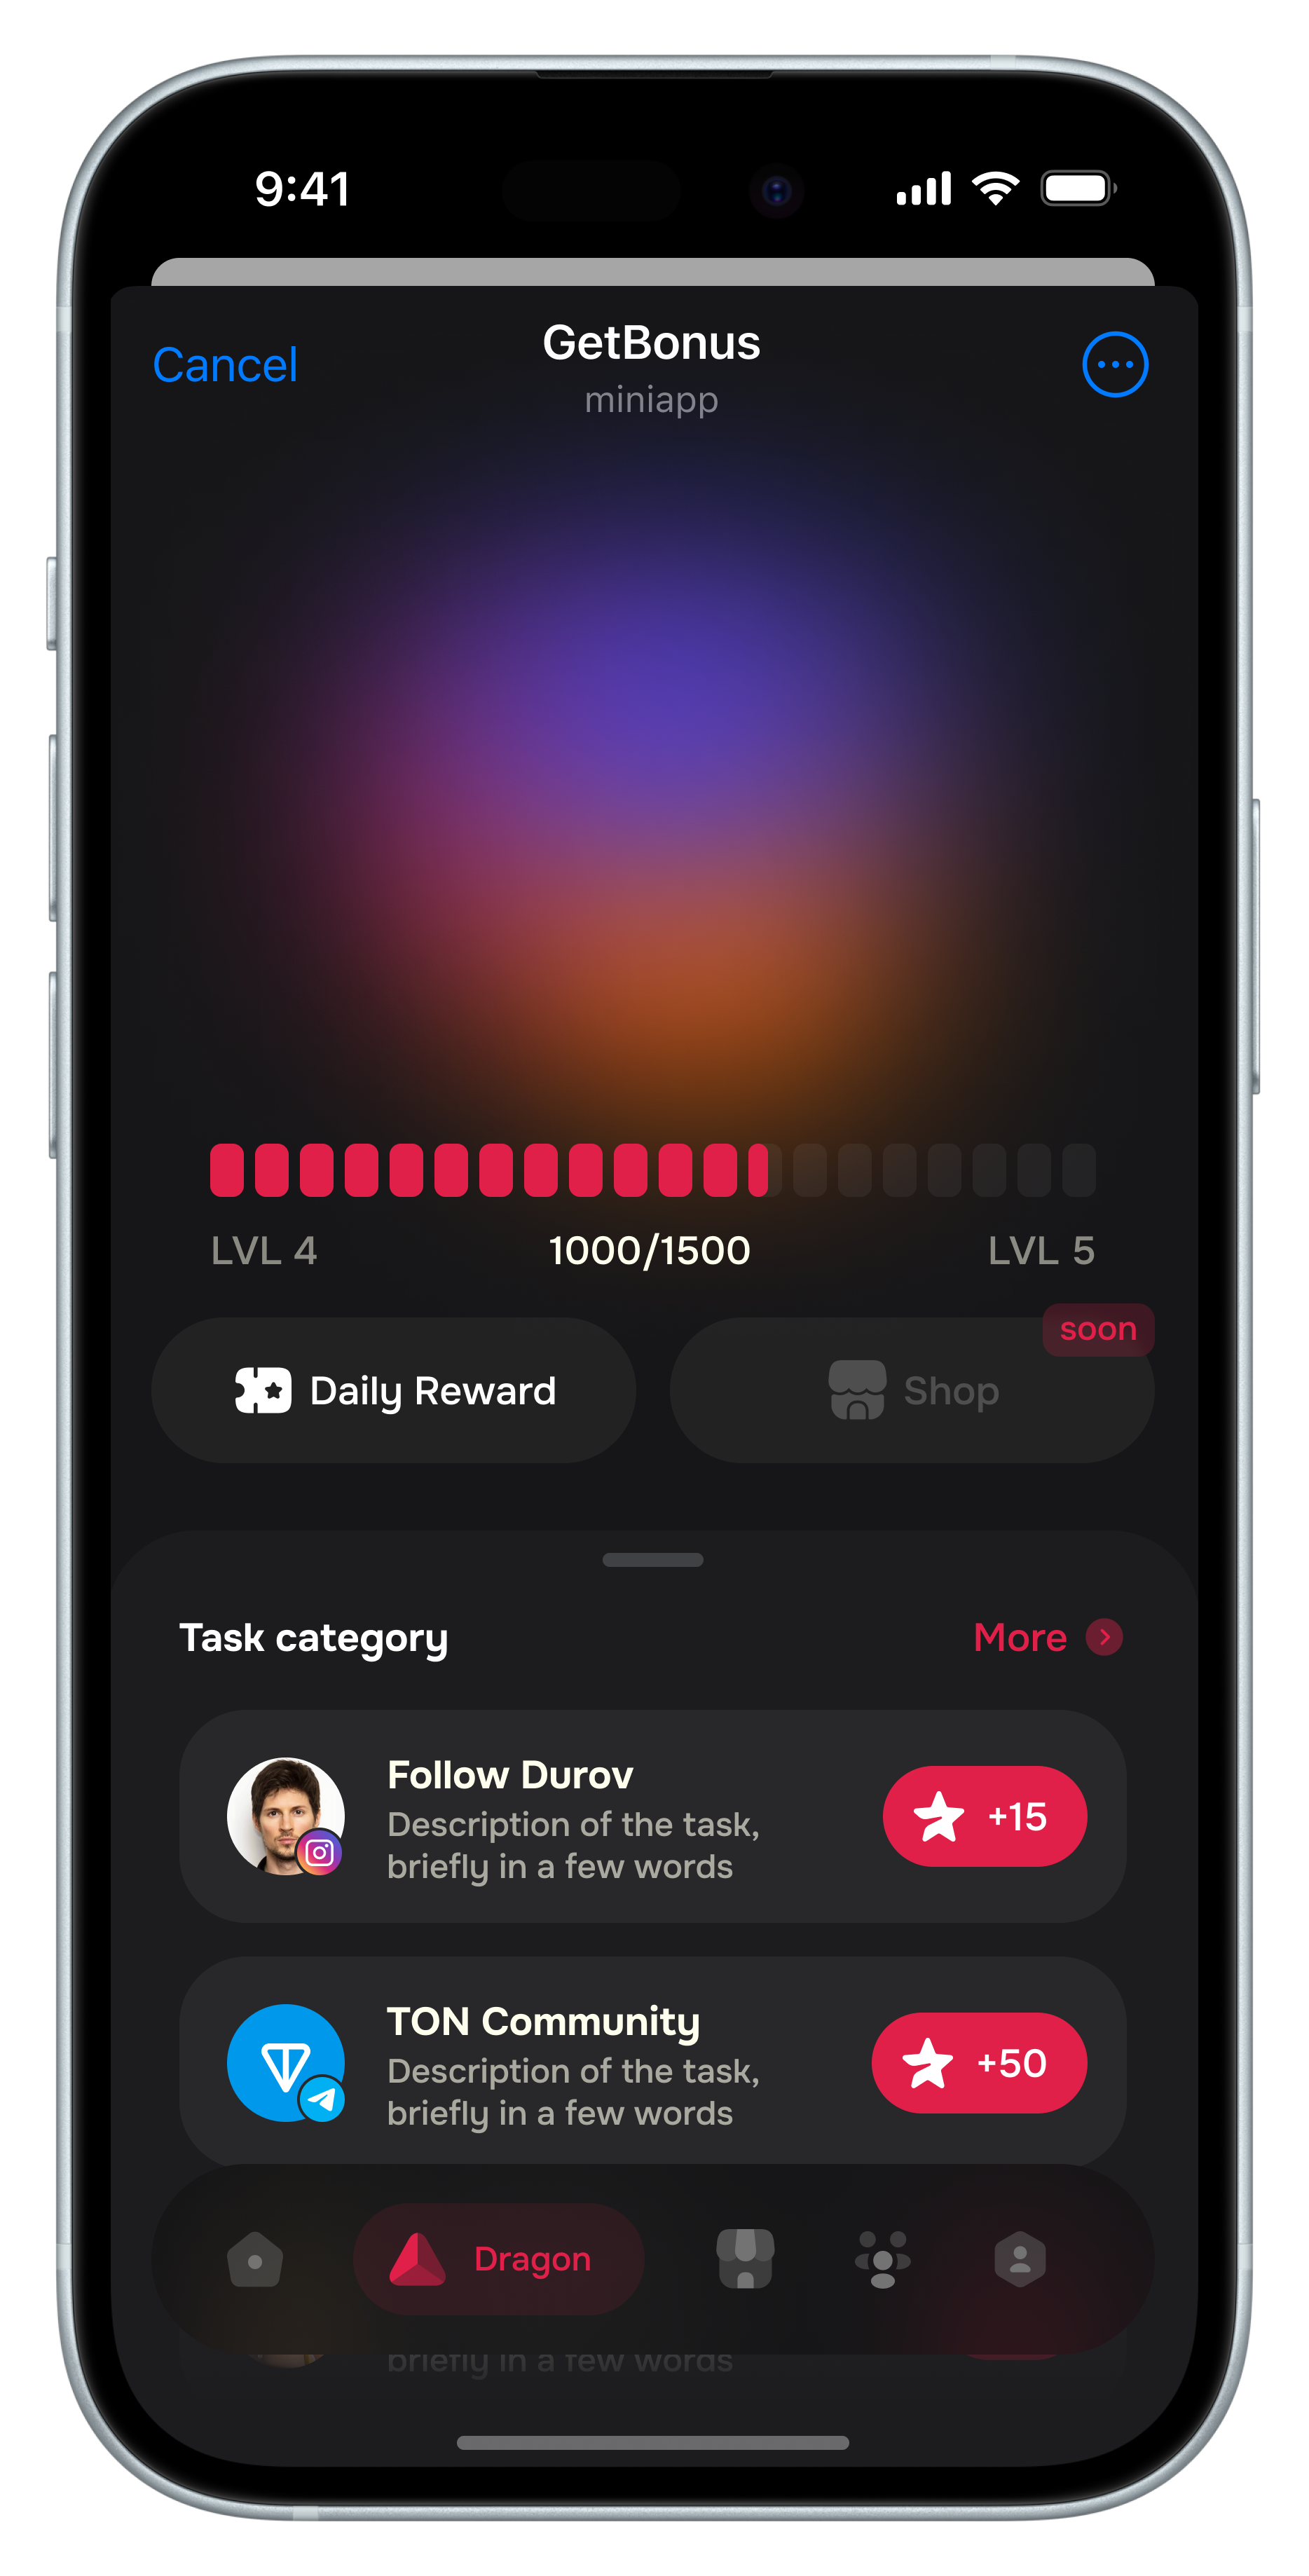 9:41
Cancel
GetBonus
miniapp
LVL 4
1000/1500
LVL 5
soon
Daily Reward
Shop
Task category
More
Follow Durov
Description of the task,
briefly in a few words
+15
TON Community
Description of the task,
briefly in a few words
+50
Dragon
briefly in a few words